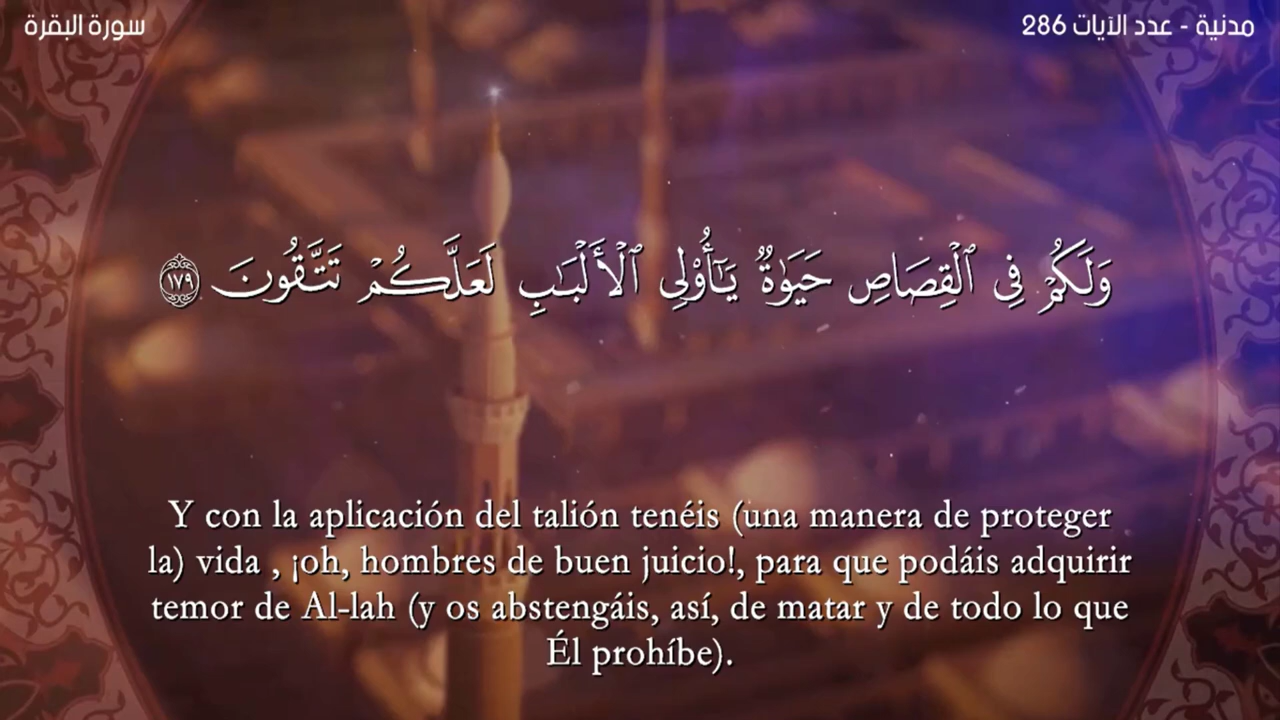 سورة البقرة
مدنية - عدد الآيات 286
وَلَكُمْ فِى ٱلْقِصَاصِ حَيَوٰةٌ يَـٰٓأُو۟لِى ٱلْأَلْبَـٰبِ لَعَلَّكُمْ تَتَّقُونَ ١٧٩
Y con la aplicación del talión tenéis (una manera de proteger
la) vida , ¡oh, hombres de buen juicio!, para que podáis adquirir
temor de Al-lah (y os abstengáis, así, de matar y de todo lo que
Él prohíbe).